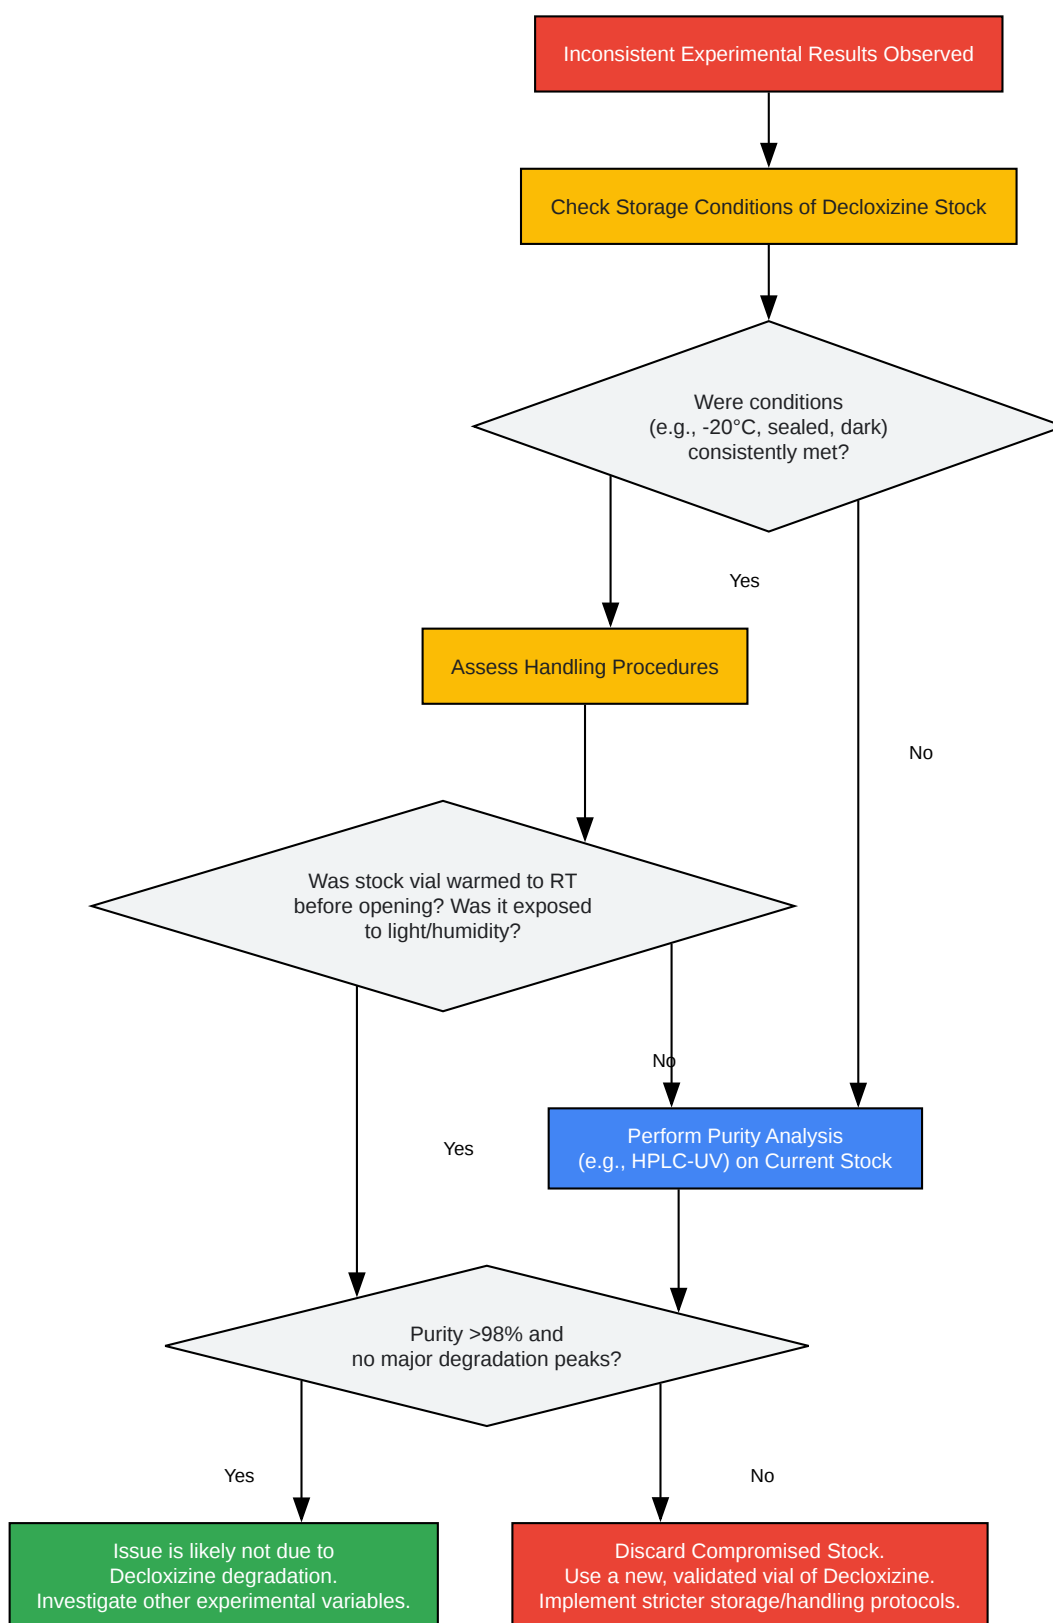 Inconsistent Experimental Results Observed
Check Storage Conditions of Decloxizine Stock
Were conditions
(e.g., -20°C, sealed, dark)
consistently met?
Yes
Assess Handling Procedures
No
Was stock vial warmed to RT
before opening? Was it exposed
to light/humidity?
No
Perform Purity Analysis
(e.g., HPLC-UV) on Current Stock
Yes
Purity >98% and
no major degradation peaks?
Yes
No
Issue is likely not due to
Decloxizine degradation.
Investigate other experimental variables.
Discard Compromised Stock.
Use a new, validated vial of Decloxizine.
Implement stricter storage/handling protocols.